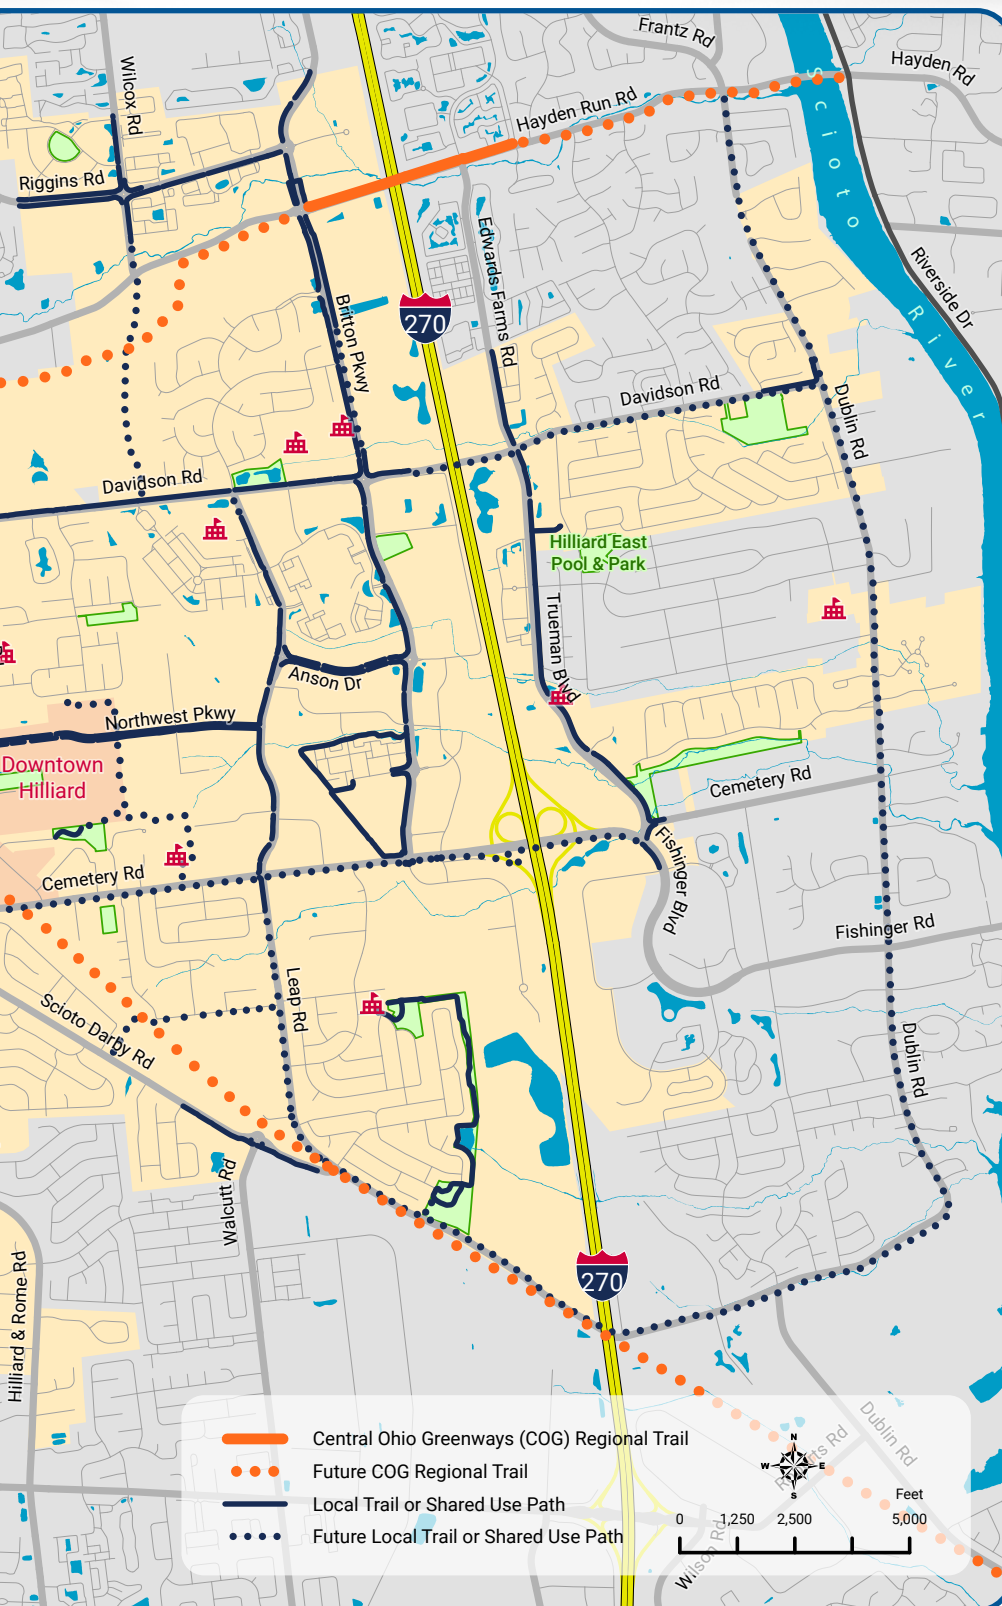 Frantz Rd
Hayden Rd
Wilcox Rd
Hayden Run Rd
Scioto River
Riggins Rd
Edwards Farms Rd
Riverside Dr
Britton Pkwy
270
Davidson Rd
Dublin Rd
Davidson Rd
Hilliard East
Pool & Park
Trueman Blvd
Anson Dr
Northwest Pkwy
Downtown
Hilliard
Cemetery Rd
Fishinger Blvd
Cemetery Rd
Fishinger Rd
Leap Rd
Scioto Darby Rd
Dublin Rd
Walcutt Rd
Hilliard & Rome Rd
270
Central Ohio Greenways (COG) Regional Trail
Future COG Regional Trail
Local Trail or Shared Use Path
Future Local Trail or Shared Use Path
Dublin Rd
N
W E
S
Feet
0 1,250 2,500 5,000
Wilson Rd